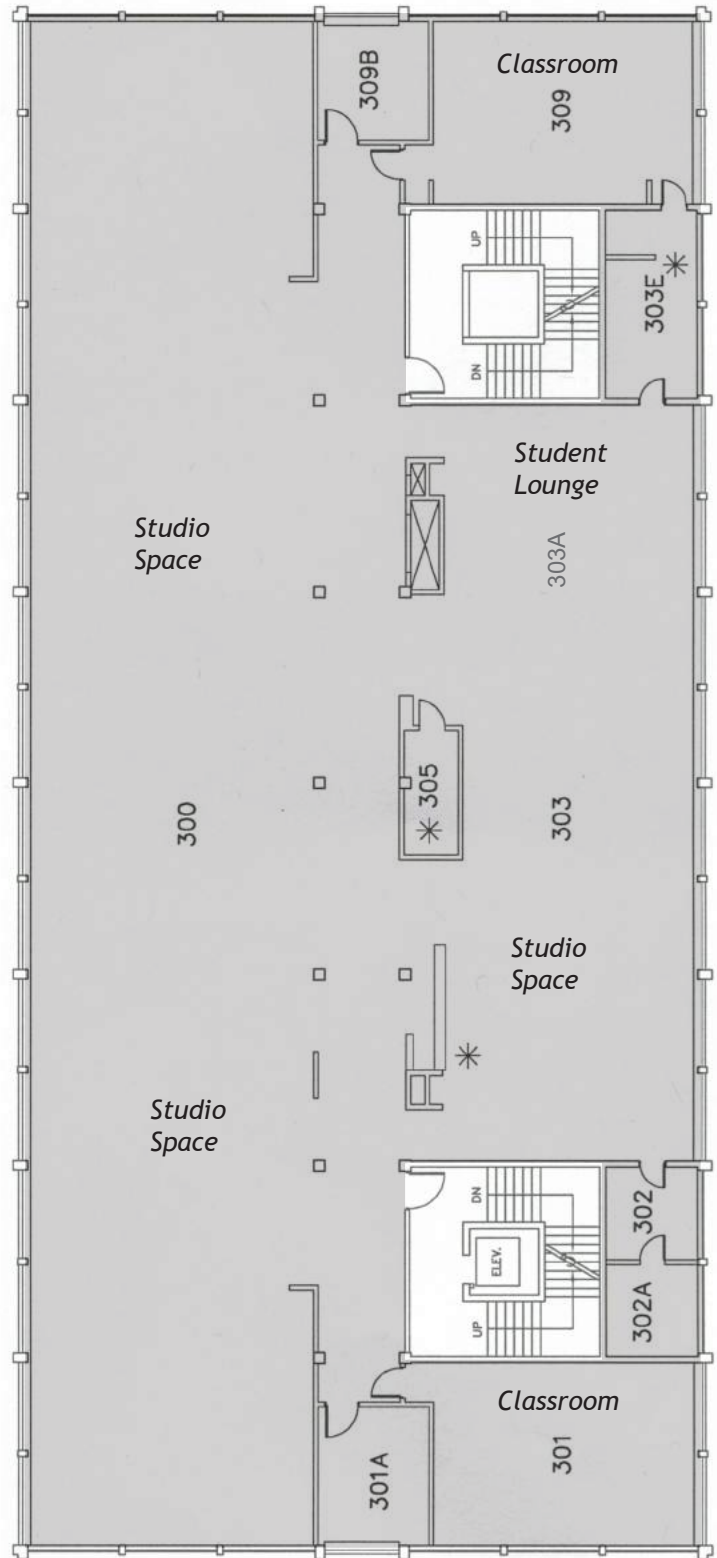 309B
Classroom
309
UP
DN
303E
Student
Lounge
303A
Studio
Space
305
300
303
Studio
Space
Studio
Space
DN
ELEV.
UP
302
302A
Classroom
301
301A